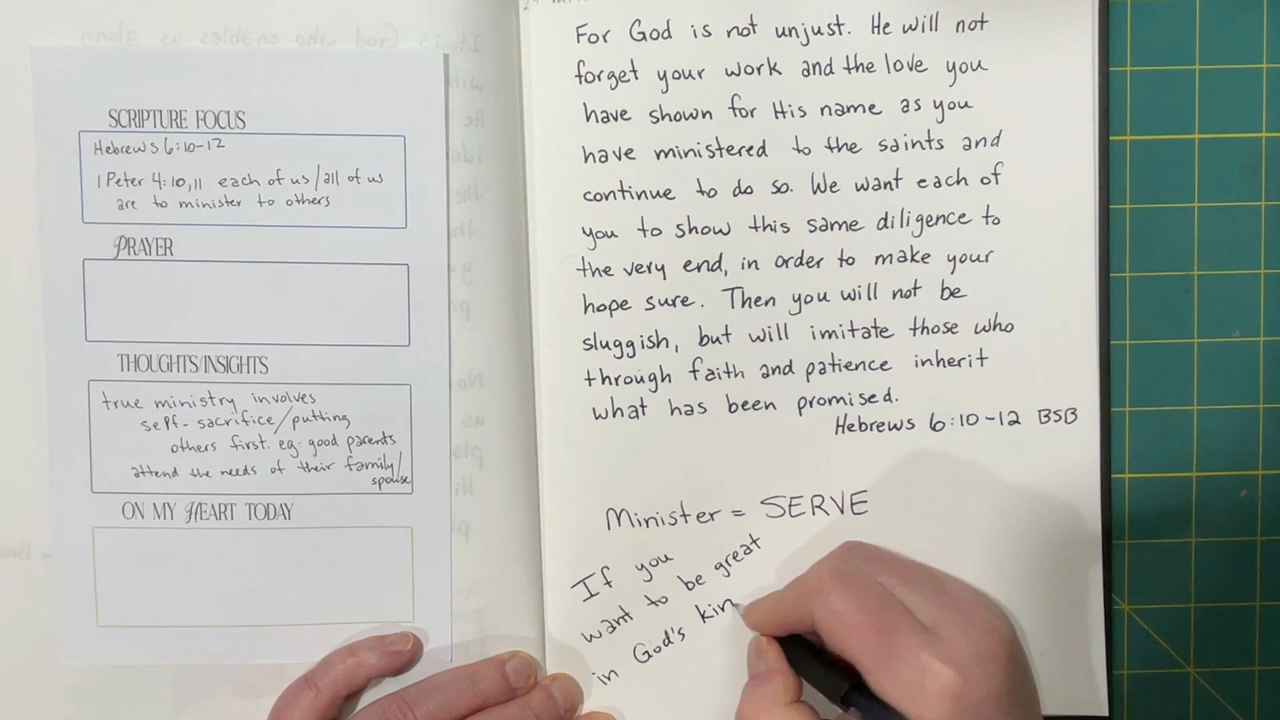 SCRIPTURE FOCUS
Hebrews 6:10-12
1 Peter 4:10,11 each of us/all of us
are to minister to others
PRAYER
THOUGHTS/INSIGHTS
true ministry involves
self-sacrifice/putting
others first. eg: good parents
attend the needs of their family/
spouse
ON MY HEART TODAY
For God is not unjust. He will not
forget your work and the love you
have shown for His name as you
have ministered to the saints and
continue to do so. We want each of
you to show this same diligence to
the very end, in order to make your
hope sure. Then you will not be
sluggish, but will imitate those who
through faith and patience inherit
what has been promised.
Hebrews 6:10-12 BSB
Minister = SERVE
If you
want to be great
in God's kin